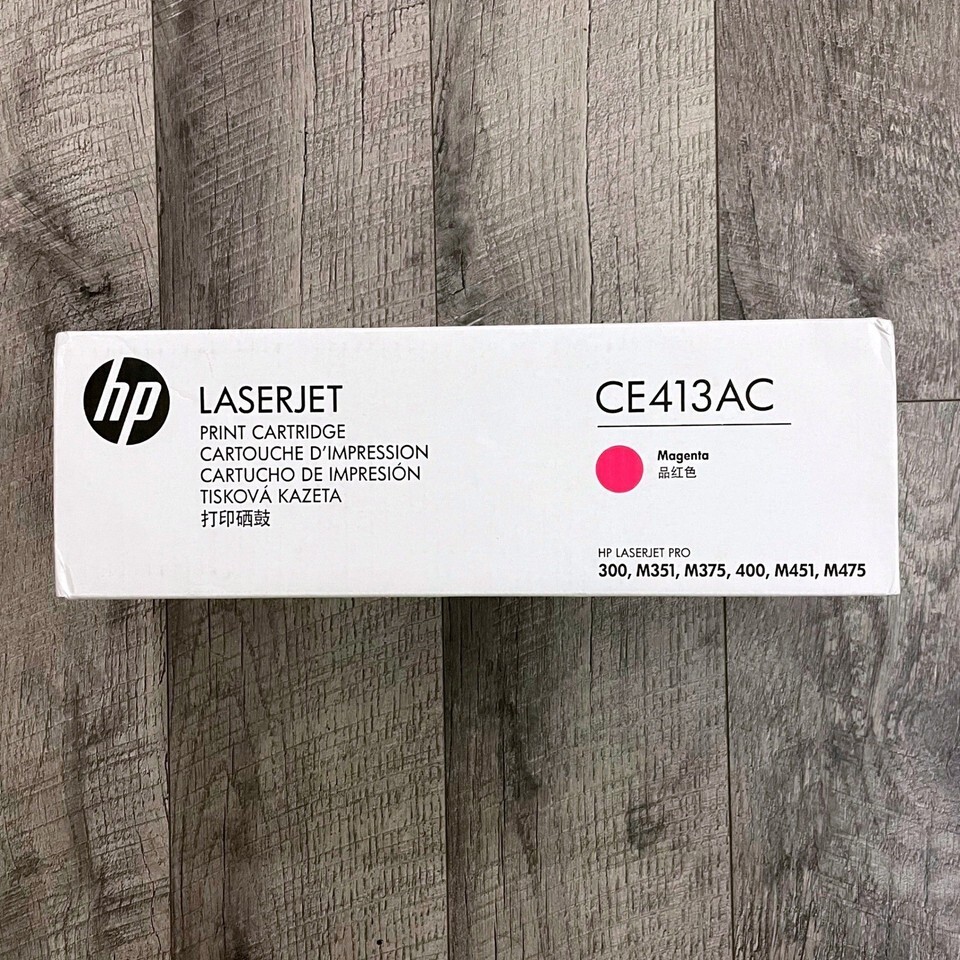 hp
LASERJET
PRINT CARTRIDGE
CARTOUCHE D'IMPRESSION
CARTUCHO DE IMPRESIÓN
TISKOVÁ KAZETA
打印硒鼓
CE413AC
Magenta
品红色
HP LASERJET PRO
300, M351, M375, 400, M451, M475